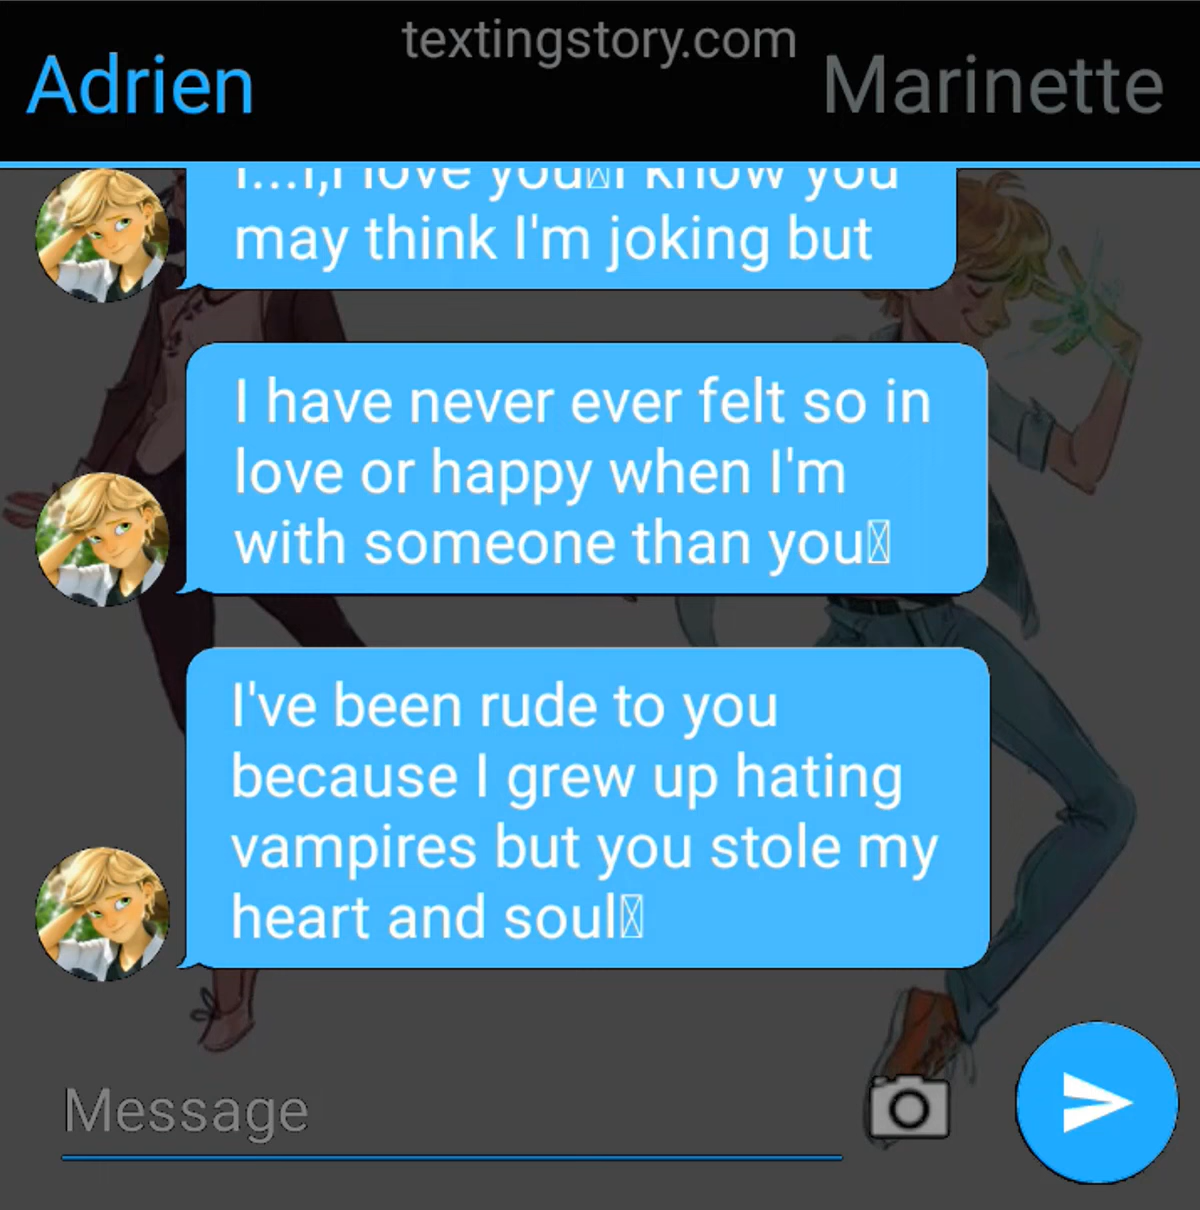 textingstory.com
Adrien
Marinette
I...I,I love you I know you
may think I'm joking but
I have never ever felt so in
love or happy when I'm
with someone than you
I've been rude to you
because I grew up hating
vampires but you stole my
heart and soul
Message